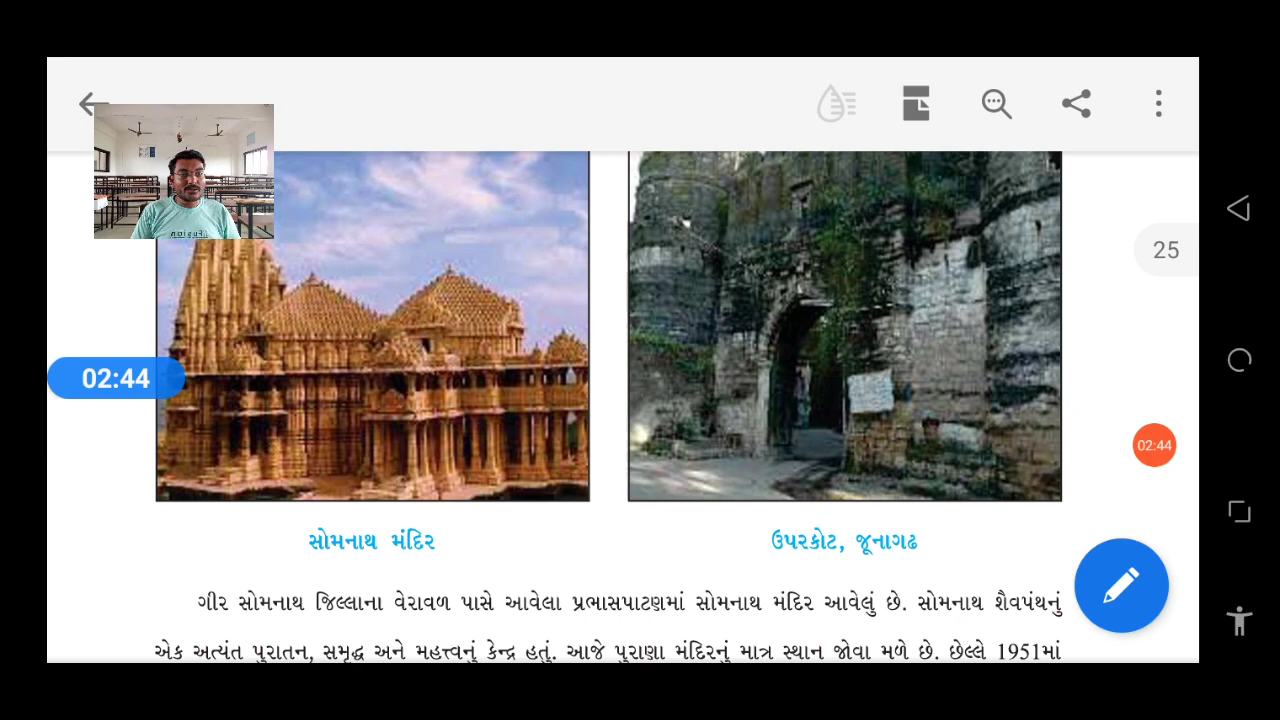 25
02:44
02:44
સોમનાથ મંદિર
ઉપરકોટ, જૂનાગઢ
ગીર સોમનાથ જિલ્લાના વેરાવળ પાસે આવેલા પ્રભાસપાટણમાં સોમનાથ મંદિર આવેલું છે. સોમનાથ શૈવપંથનું
એક અત્યંત પુરાતન, સમૃદ્ધ અને મહત્ત્વનું કેન્દ્ર હતું. આજે પુરાણા મંદિરનું માત્ર સ્થાન જોવા મળે છે. છેલ્લે 1951માં